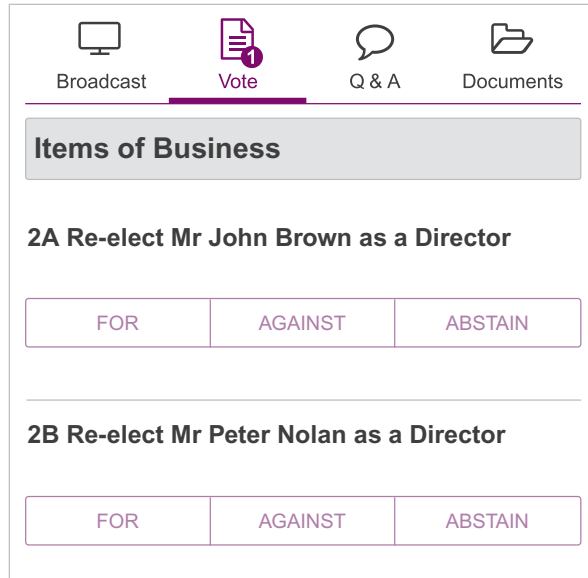 1
Broadcast Vote Q & A Documents
Items of Business
2A Re-elect Mr John Brown as a Director
FOR AGAINST ABSTAIN
2B Re-elect Mr Peter Nolan as a Director
FOR AGAINST ABSTAIN